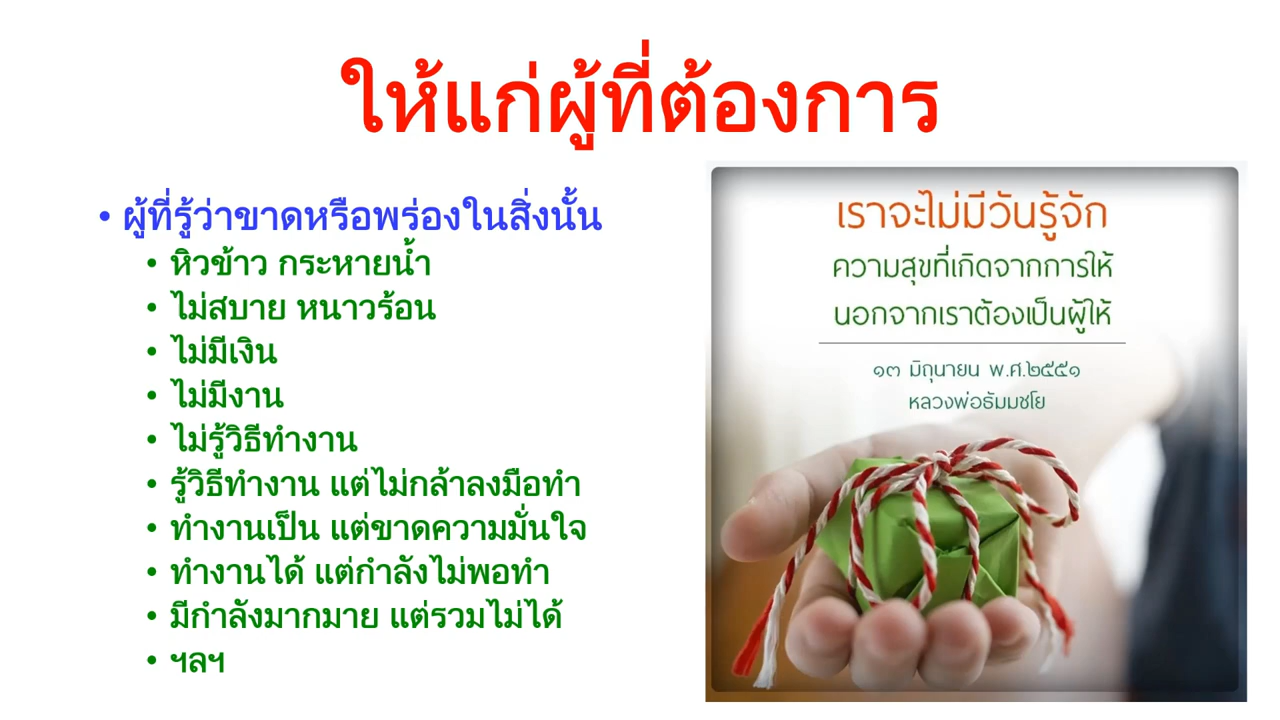 ให้แก่ผู้ที่ต้องการ
• ผู้ที่รู้ว่าขาดหรือพร่องในสิ่งนั้น
• หิวข้าว กระหายน้ำ
• ไม่สบาย หนาวร้อน
• ไม่มีเงิน
• ไม่มีงาน
• ไม่รู้วิธีทำงาน
• รู้วิธีทำงาน แต่ไม่กล้าลงมือทำ
• ทำงานเป็น แต่ขาดความมั่นใจ
• ทำงานได้ แต่กำลังไม่พอทำ
• มีกำลังมากมาย แต่รวมไม่ได้
• ฯลฯ
เราจะไม่มีวันรู้จัก
ความสุขที่เกิดจากการให้
นอกจากเราต้องเป็นผู้ให้
๑๓ มิถุนายน พ.ศ.๒๕๕๑
หลวงพ่อธัมมชโย